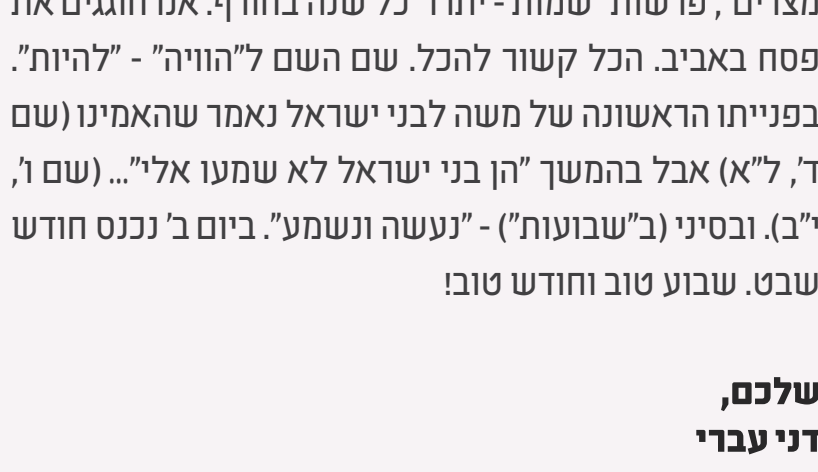 מצרים", פרשות "שמות - יתרו" כל שנה בחורף. אנו חוגגים את
פסח באביב. הכל קשור להכל. שם השם ל"הוויה" - "להיות".
בפנייתו הראשונה של משה לבני ישראל נאמר שהאמינו (שם
ד', ל"א) אבל בהמשך "הן בני ישראל לא שמעו אלי"... (שם ו',
י"ב). ובסיני (ב"שבועות") - "נעשה ונשמע". ביום ב' נכנס חודש
שבט. שבוע טוב וחודש טוב!
שלכם,
דני עברי